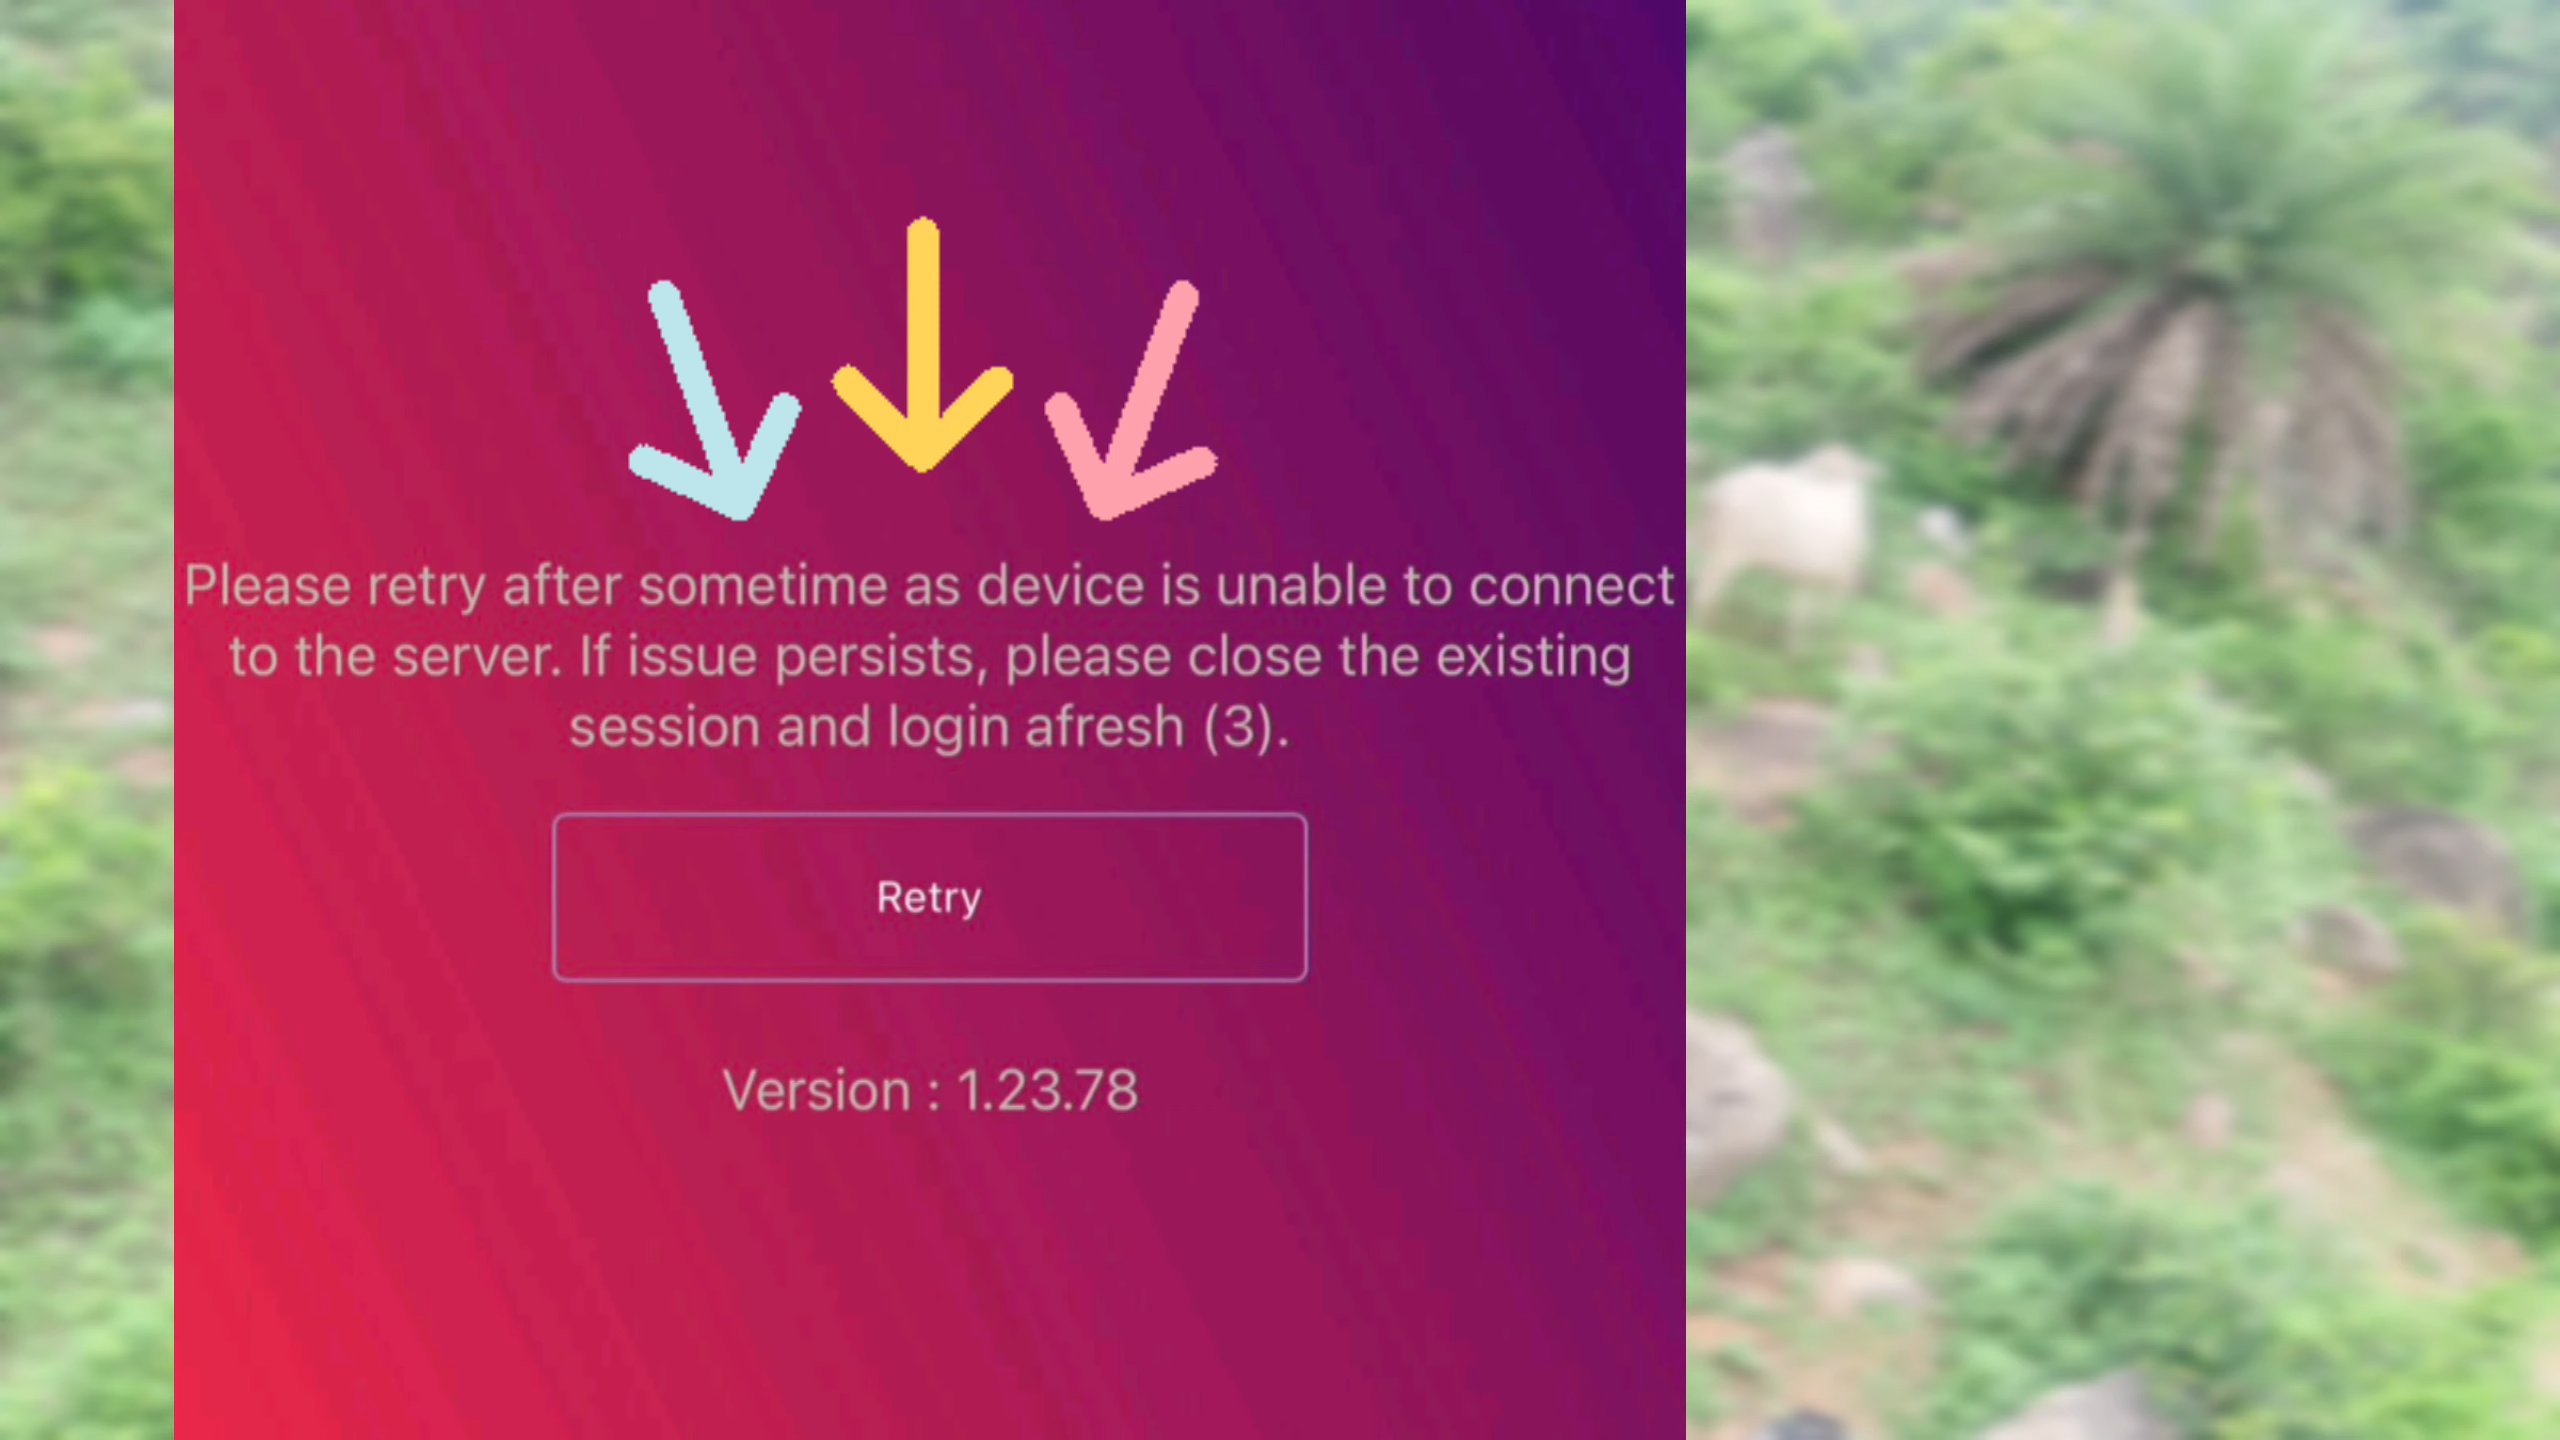 Please retry after sometime as device is unable to connect
to the server. If issue persists, please close the existing
session and login afresh (3).
Retry
Version : 1.23.78